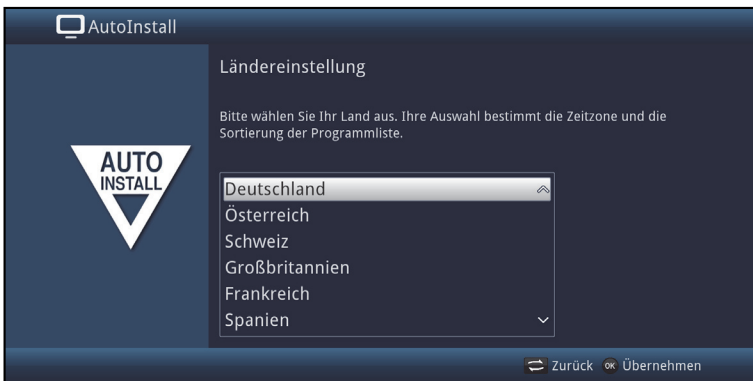 AutoInstall
Ländereinstellung
Bitte wählen Sie Ihr Land aus. Ihre Auswahl bestimmt die Zeitzone und die
Sortierung der Programmliste.
AUTO
INSTALL
Deutschland
Österreich
Schweiz
Großbritannien
Frankreich
Spanien
Zurück OK Übernehmen